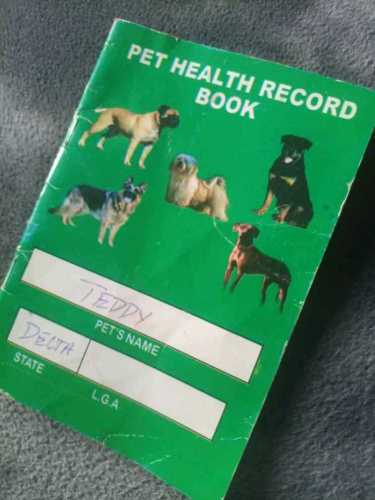 PET HEALTH RECORD
BOOK
TEDDY
PET'S NAME
DELTA
STATE
L.G.A